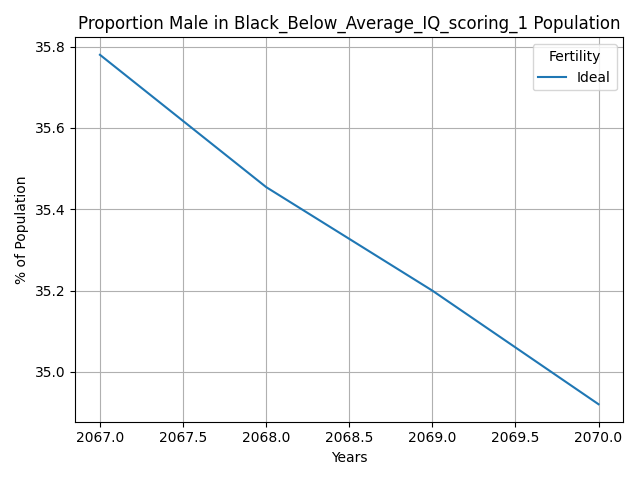 Proportion Male in Black_Below_Average_IQ_scoring_1 Population
Fertility
Ideal
% of Population
35.8
35.6
35.4
35.2
35.0
2067.0 2067.5 2068.0 2068.5 2069.0 2069.5 2070.0
Years